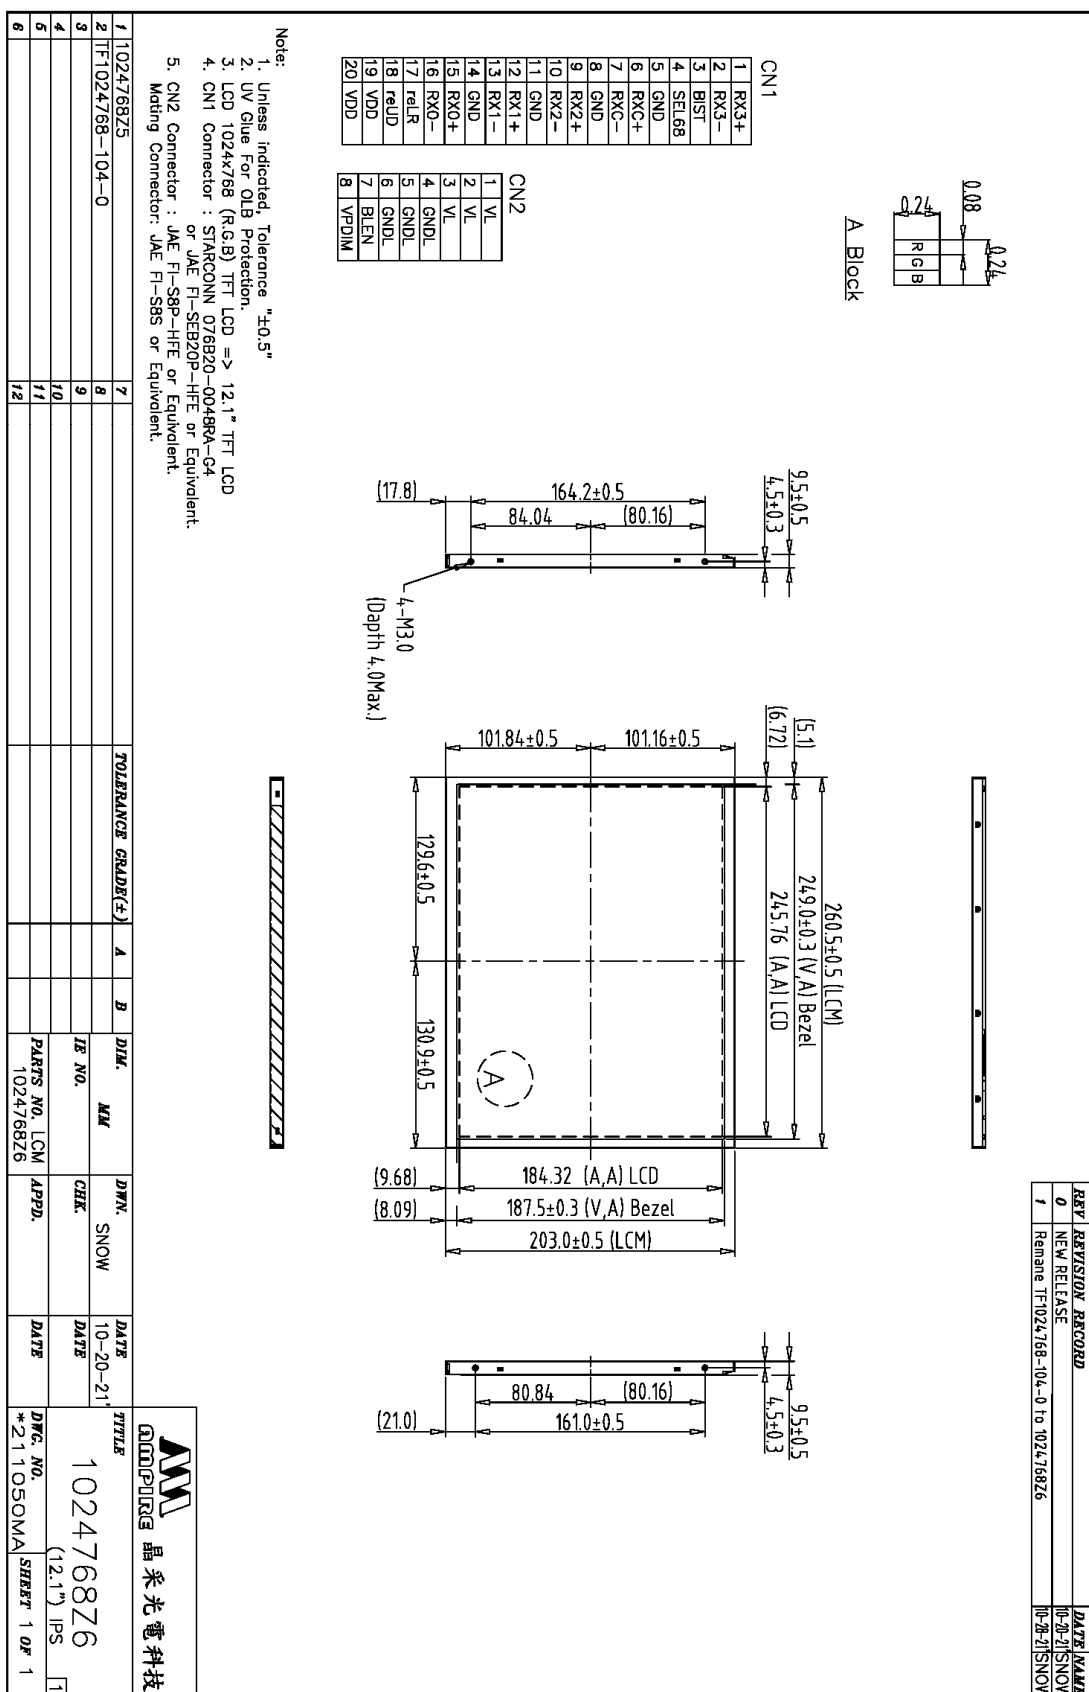 REV REVISION RECORD DATE NAME
0 NEW RELEASE 10-20-21' SNOW
1 Remane TF1024768-104-0 to 1024768Z6 10-28-21' SNOW
0.08
0.24
0.24
R G B
A Block
CN1
1 RX3+
2 RX3-
3 BIST
4 SEL68
5 GND
6 RXC+
7 RXC-
8 GND
9 RX2+
10 RX2-
11 GND
12 RX1+
13 RX1-
14 GND
15 RX0+
16 RX0-
17 reLR
18 reUD
19 VDD
20 VDD
CN2
1 VL
2 VL
3 VL
4 GNDL
5 GNDL
6 GNDL
7 BLEN
8 VPDIM
9.5±0.5
4.5±0.3
164.2±0.5
(17.8)
84.04
(80.16)
4-M3.0
(Dapth 4.0Max.)
260.5±0.5 (LCM)
249.0±0.3 (V,A) Bezel
245.76 (A,A) LCD
(5.1)
(6.72)
101.84±0.5
101.16±0.5
129.6±0.5
130.9±0.5
A
(9.68)
184.32 (A,A) LCD
(8.09)
187.5±0.3 (V,A) Bezel
203.0±0.5 (LCM)
9.5±0.5
4.5±0.3
80.84
(80.16)
(21.0)
161.0±0.5
Note:
1. Unless indicated, Tolerance "±0.5"
2. UV Glue For OLB Protection.
3. LCD 1024x768 (R.G.B) TFT LCD => 12.1" TFT LCD
4. CN1 Connector : STARCONN 076B20-0048RA-G4
or JAE FI-SEB20P-HFE or Equivalent.
5. CN2 Connector : JAE FI-S8P-HFE or Equivalent.
Mating Connector: JAE FI-S8S or Equivalent.
AMPIRE 晶采光電科技
1 1024768Z5 7 TOLERANCE GRADE(±) A B
2 TF1024768-104-0 8
3 9
4 10
5 11
6 12
DIM. MM
DWN. SNOW
DATE 10-20-21'
IE NO.
CHK.
DATE
PARTS NO. LCM
1024768Z6
APPD.
DATE
TITLE
1024768Z6
(12.1") IPS
1
DWG. NO.
*211050MA
SHEET 1 OF 1